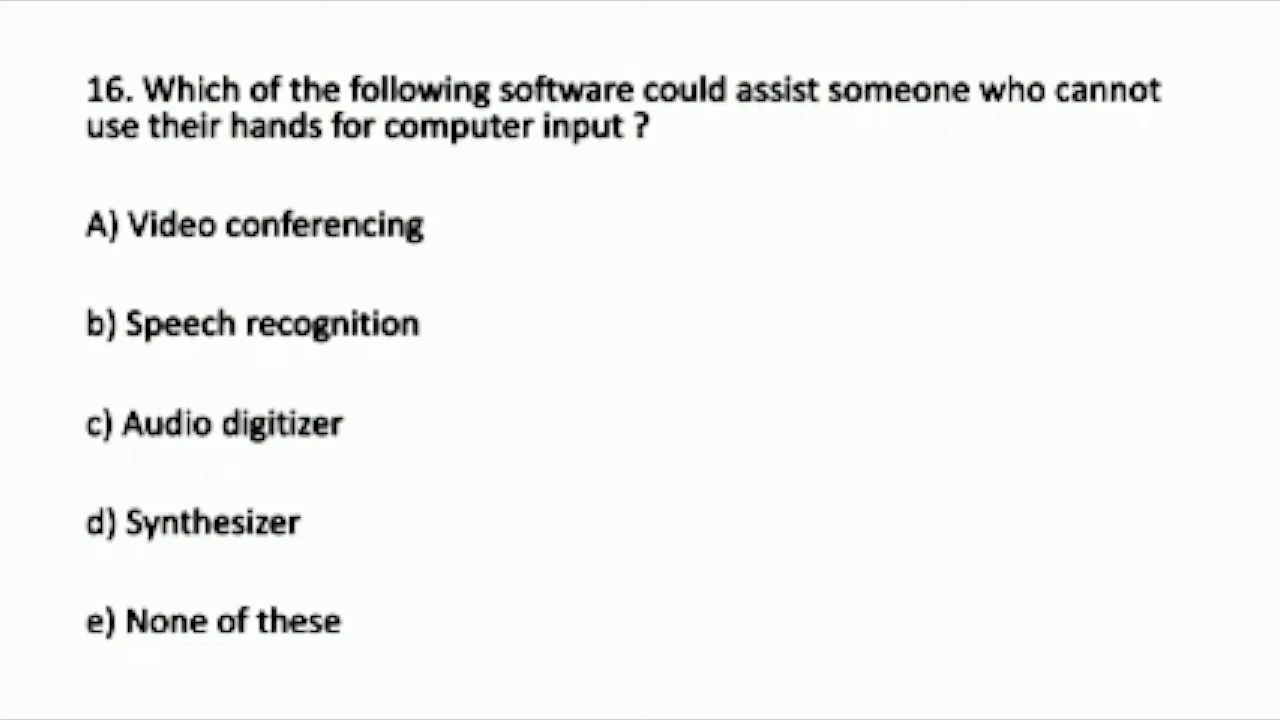 16. Which of the following software could assist someone who cannot
use their hands for computer input ?
A) Video conferencing
b) Speech recognition
c) Audio digitizer
d) Synthesizer
e) None of these